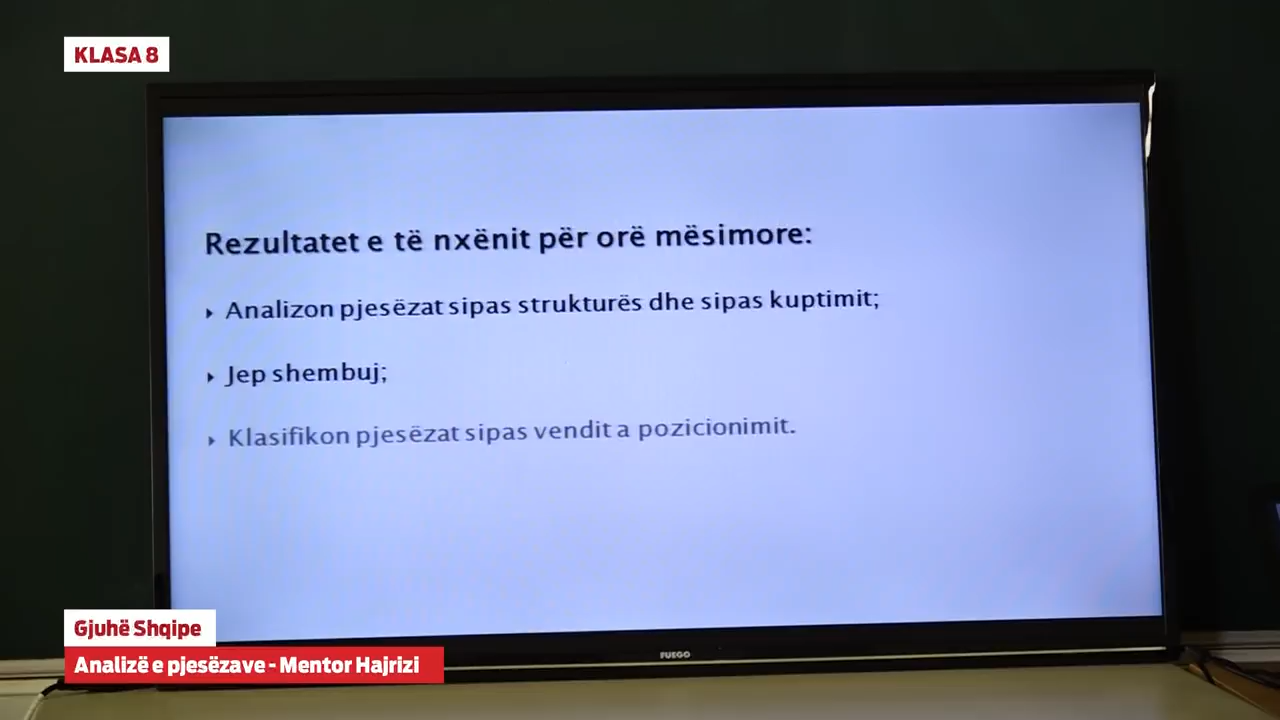 KLASA 8
Rezultatet e të nxënit për orë mësimore:
Analizon pjesëzat sipas strukturës dhe sipas kuptimit;
Jep shembuj;
Klasifikon pjesëzat sipas vendit a pozicionimit.
FUEGO
Gjuhë Shqipe
Analizë e pjesëzave - Mentor Hajrizi